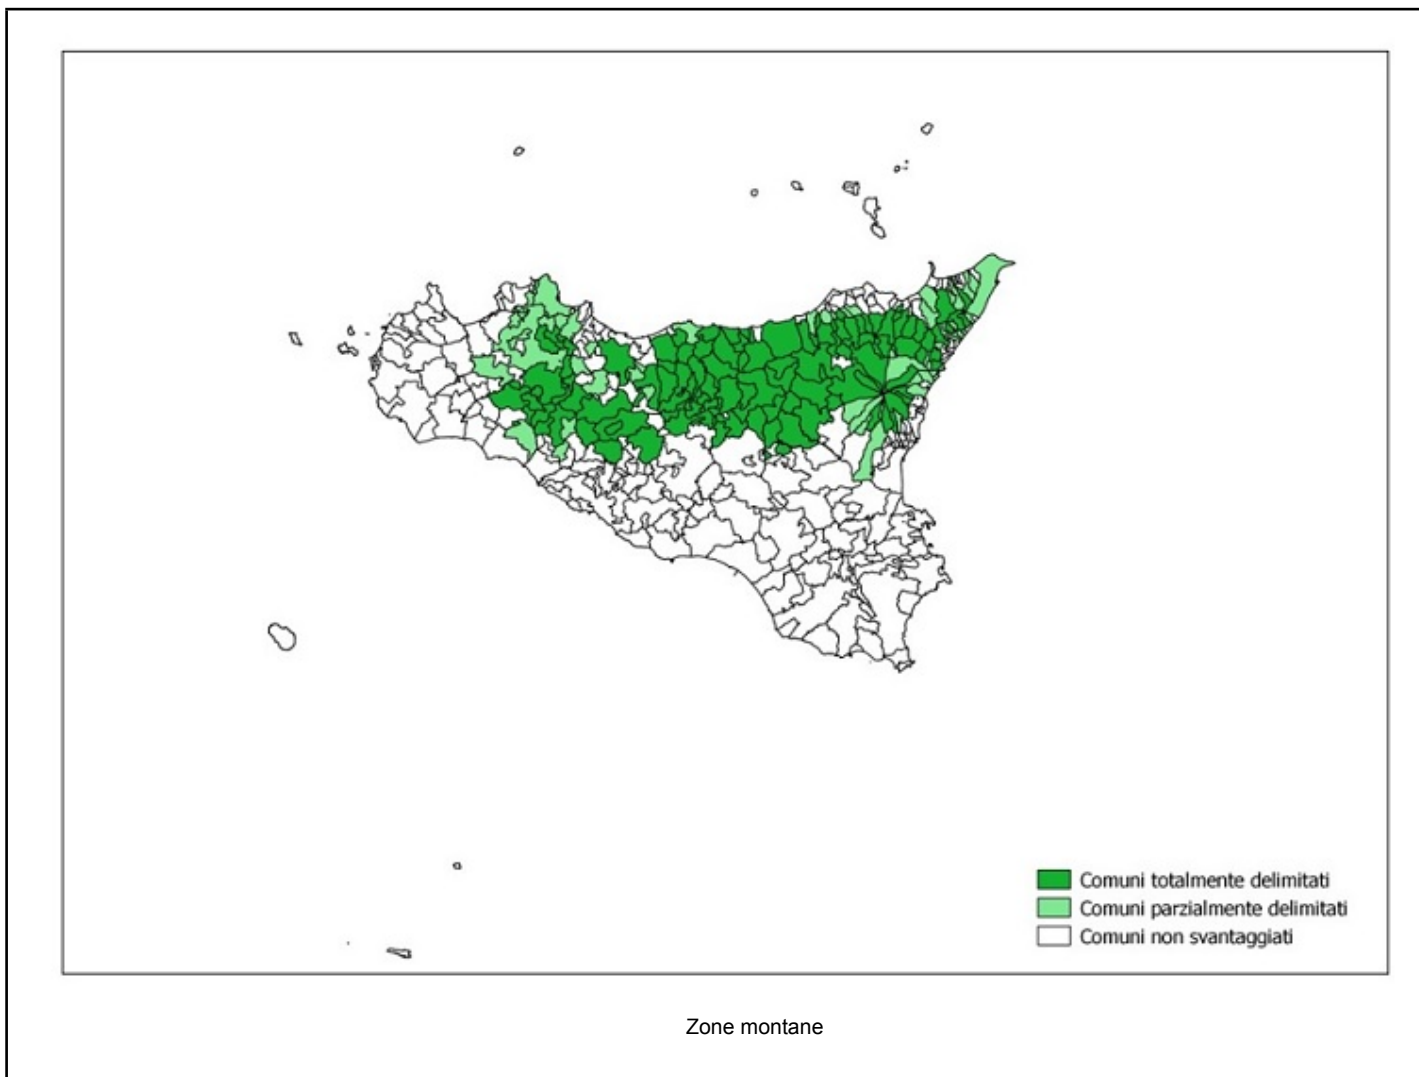 Comuni totalmente delimitati
Comuni parzialmente delimitati
Comuni non svantaggiati
Zone montane